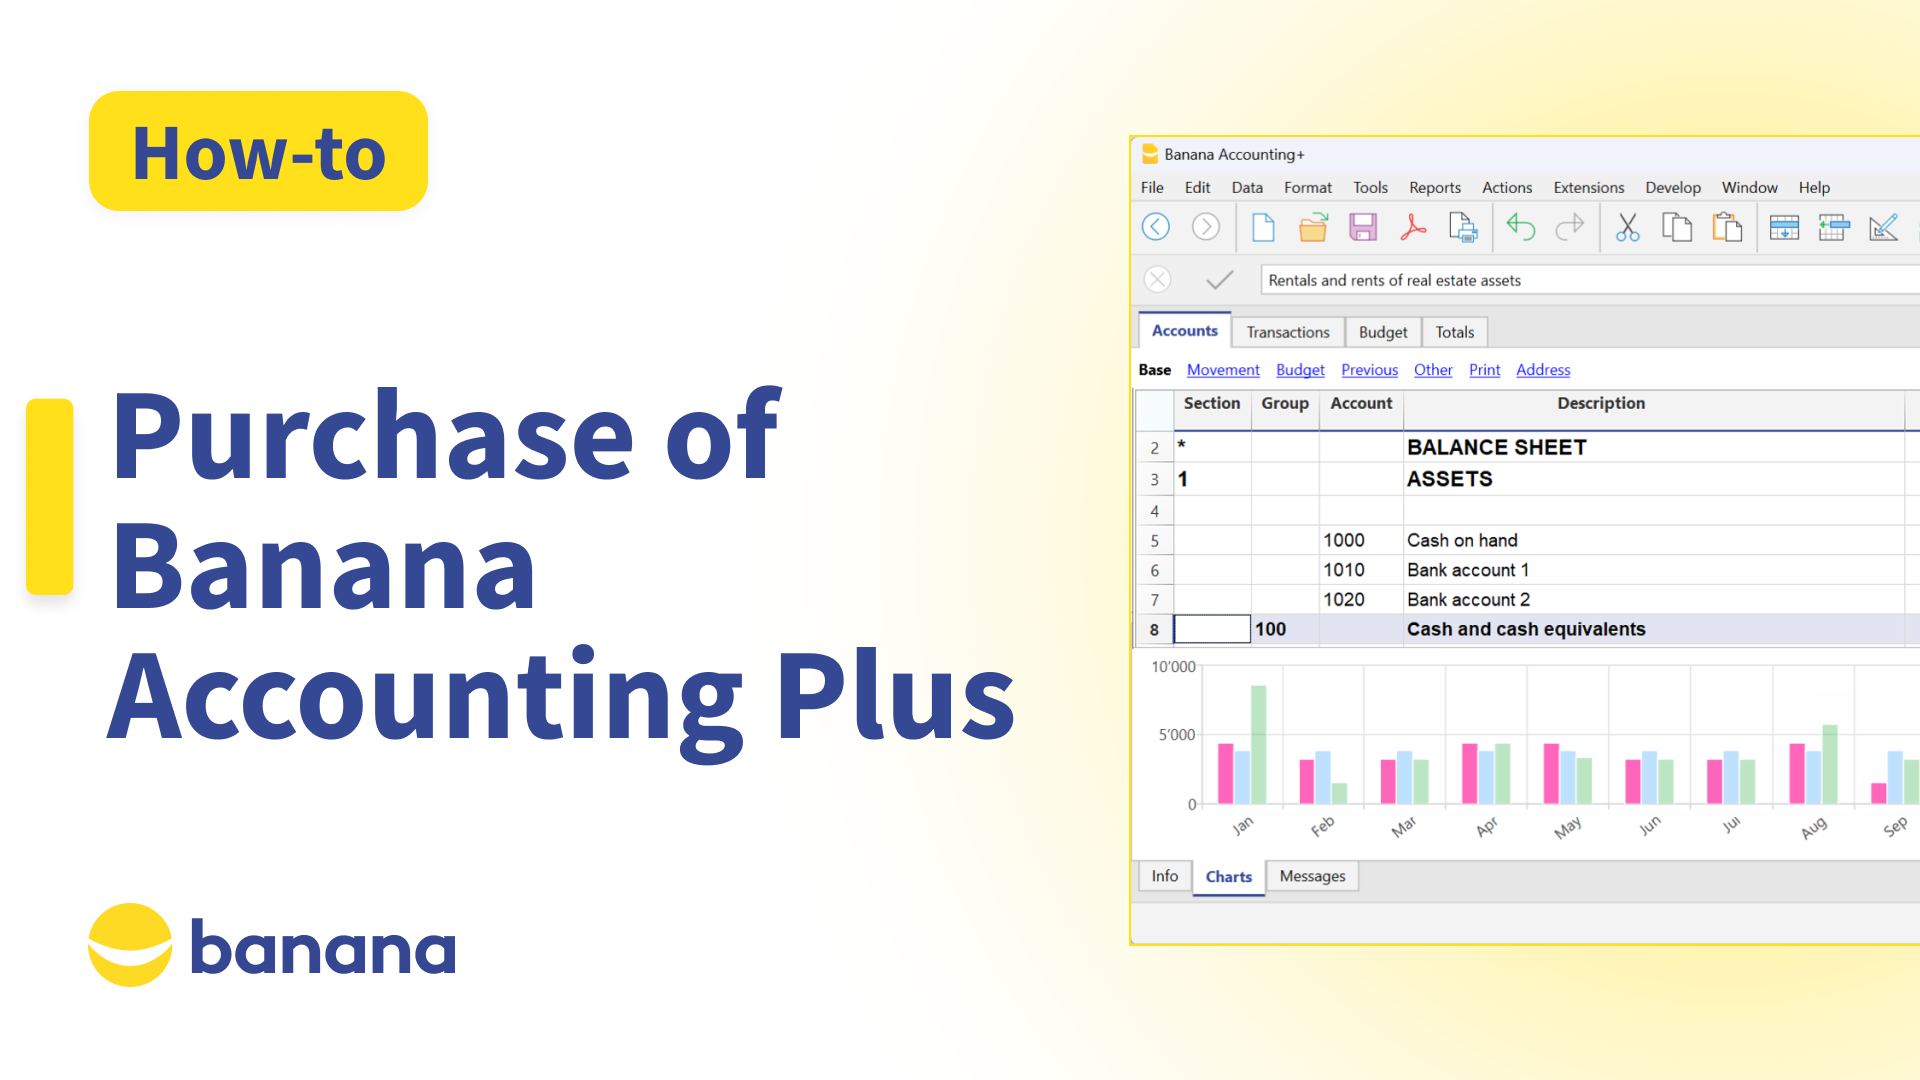 How-to
Purchase of
Banana
Accounting Plus
banana
Banana Accounting+
File Edit Data Format Tools Reports Actions Extensions Develop Window Help
Rentals and rents of real estate assets
Accounts Transactions Budget Totals
Base Movement Budget Previous Other Print Address
Section Group Account Description
2 * BALANCE SHEET
3 1 ASSETS
4
5 1000 Cash on hand
6 1010 Bank account 1
7 1020 Bank account 2
8 100 Cash and cash equivalents
10'000
5'000
0
Jan Feb Mar Apr May Jun Jul Aug Sep
Info Charts Messages